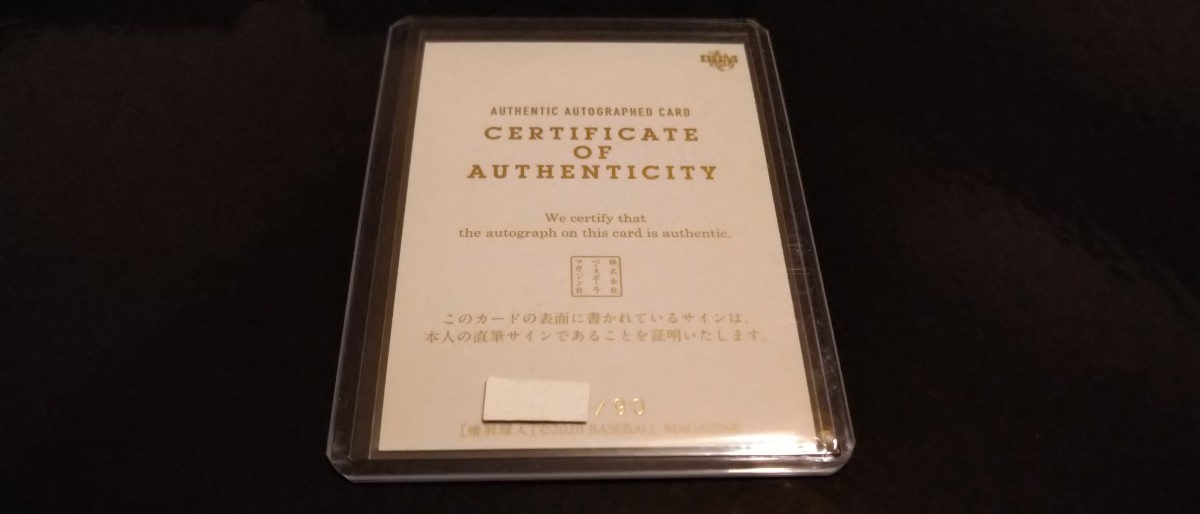 BBM
AUTHENTIC AUTOGRAPHED CARD
CERTIFICATE
OF
AUTHENTICITY
We certify that
the autograph on this card is authentic.
株式会社
ベースボール
マガジン社
このカードの表面に書かれているサインは、
本人の直筆サインであることを証明いたします。
/90
©2020 BASEBALL MAGAZINE